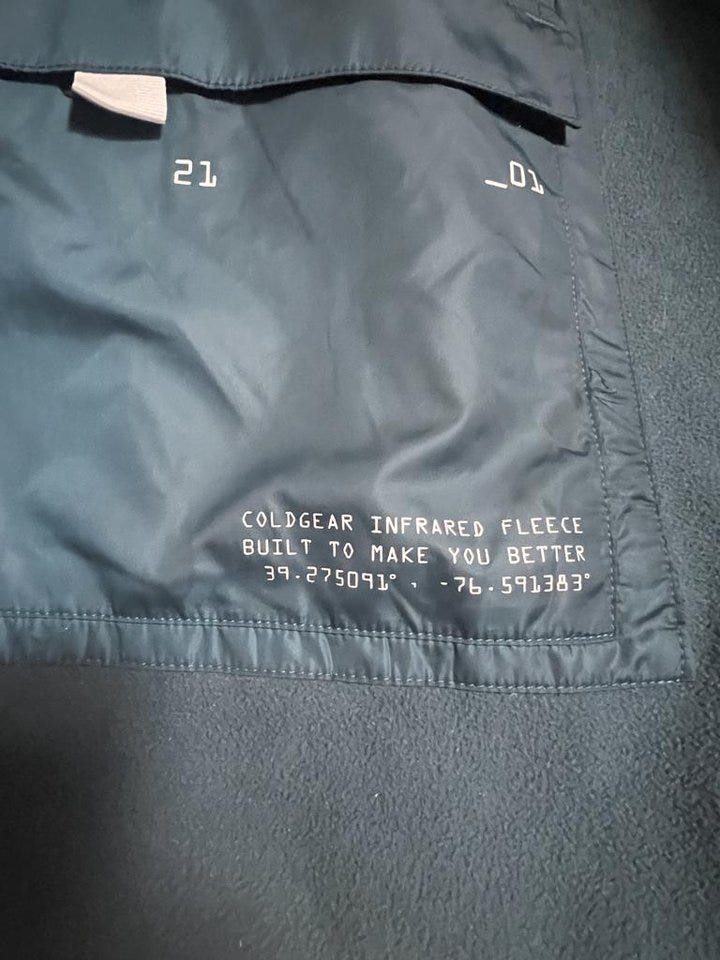 21 _01
COLDGEAR INFRARED FLEECE
BUILT TO MAKE YOU BETTER
39.275091°, -76.591383°